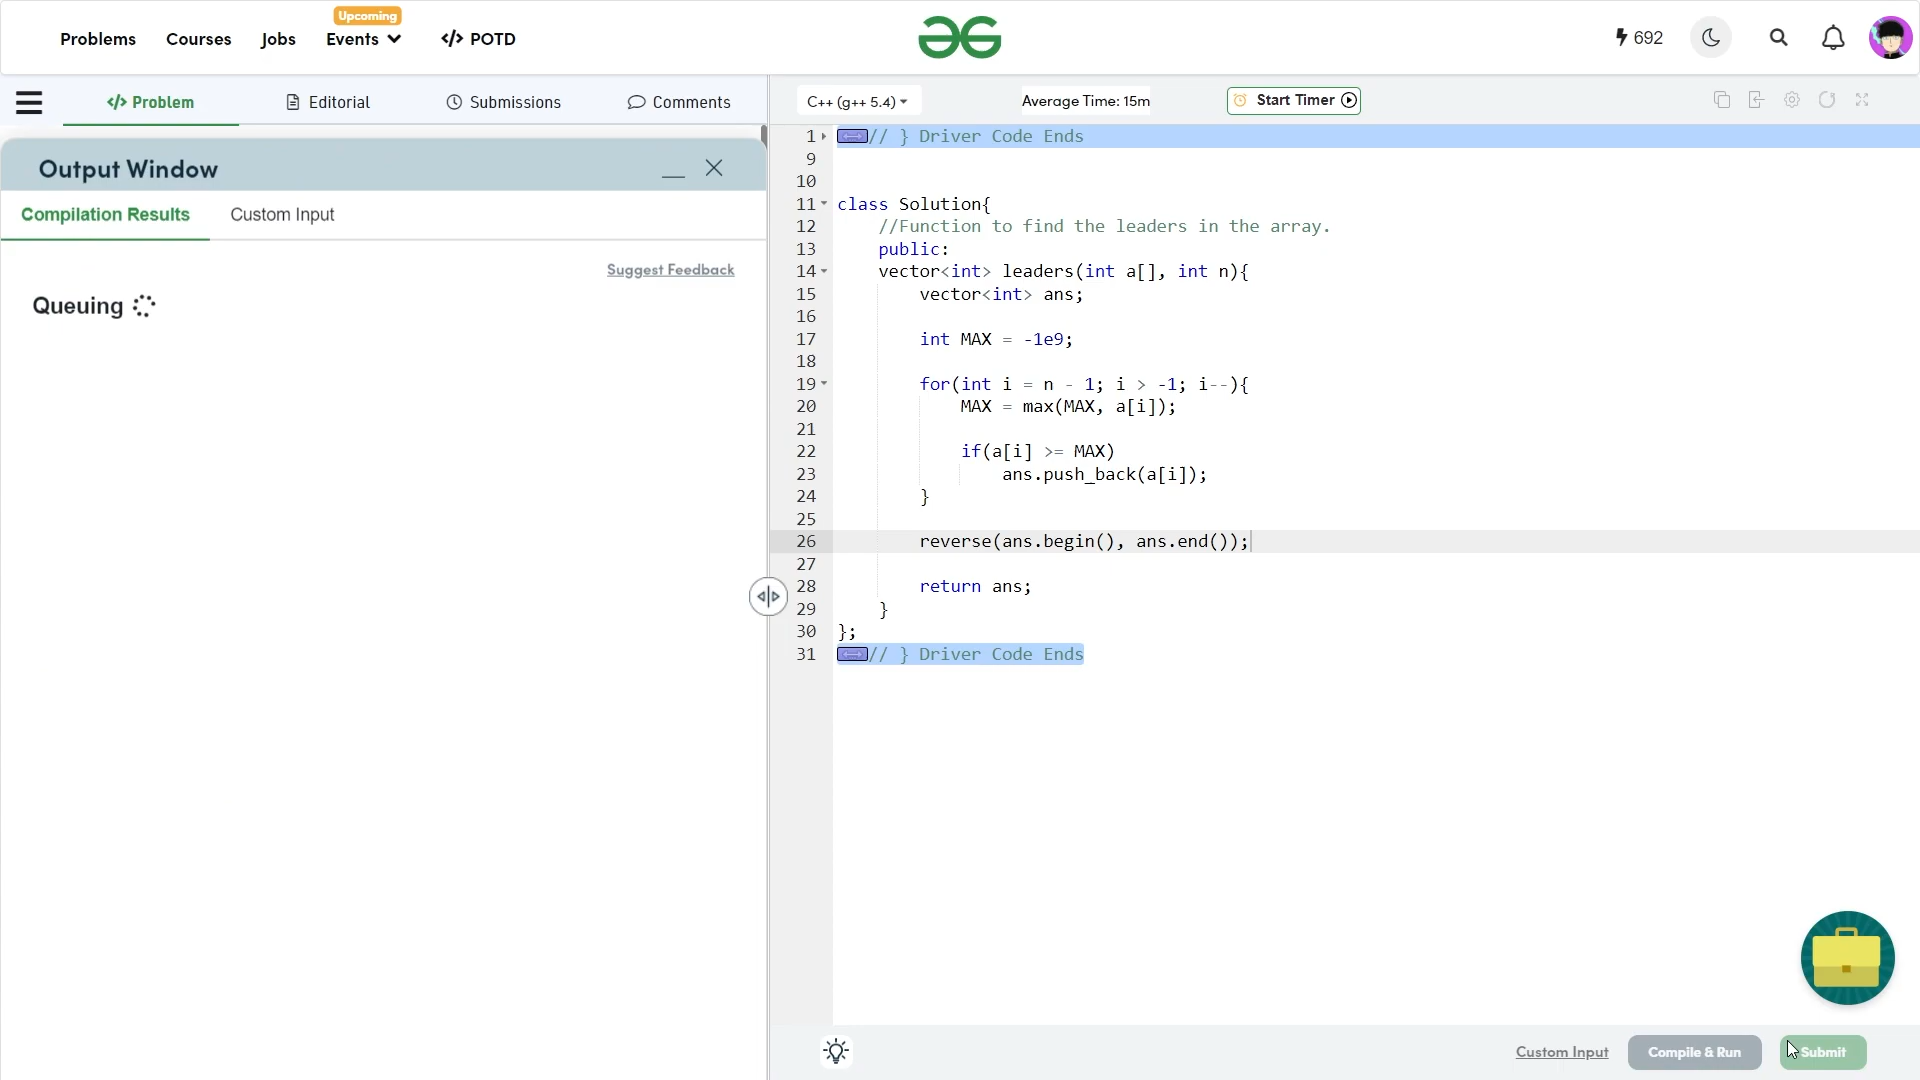 Problems Courses Jobs Events </> POTD
Upcoming
692
</> Problem Editorial Submissions Comments
C++ (g++ 5.4) Average Time: 15m Start Timer
Output Window
Compilation Results Custom Input
Suggest Feedback
Queuing
1 // } Driver Code Ends
9
10
11 class Solution{
12 //Function to find the leaders in the array.
13 public:
14 vector<int> leaders(int a[], int n){
15 vector<int> ans;
16
17 int MAX = -1e9;
18
19 for(int i = n - 1; i > -1; i--){
20 MAX = max(MAX, a[i]);
21
22 if(a[i] >= MAX)
23 ans.push_back(a[i]);
24 }
25
26 reverse(ans.begin(), ans.end());
27
28 return ans;
29 }
30 };
31 // } Driver Code Ends
Custom Input Compile & Run Submit